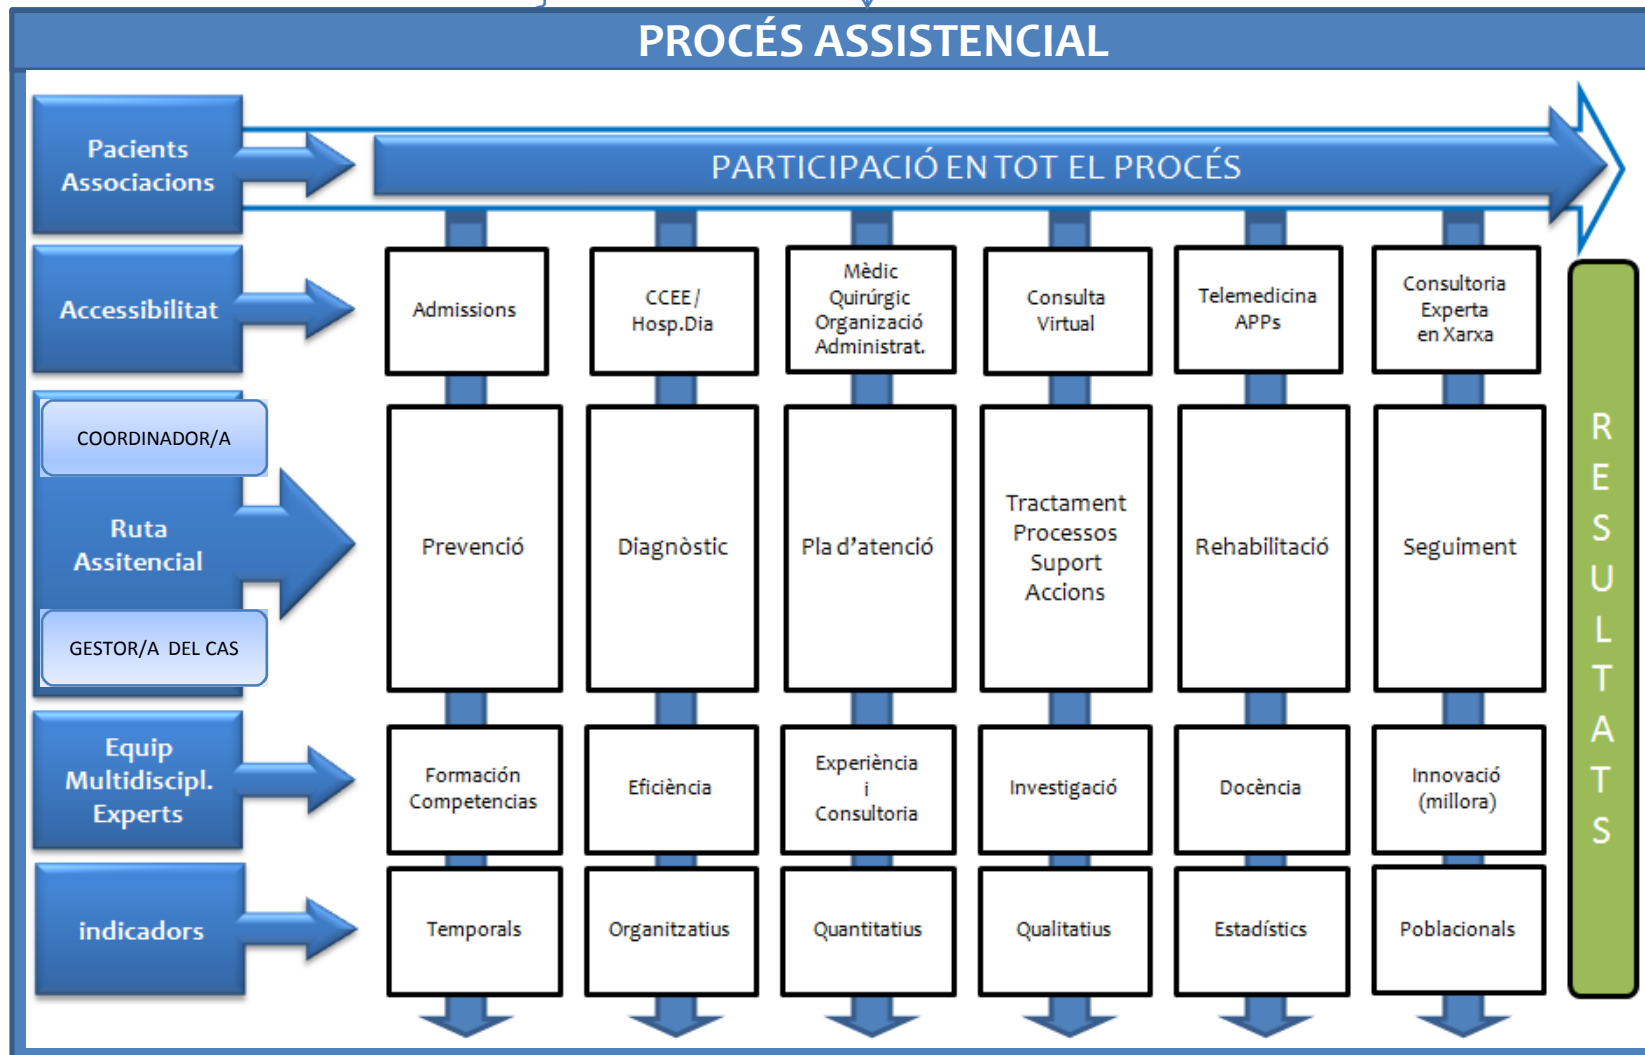 PROCÉS ASSISTENCIAL
Pacients
Associacions
PARTICIPACIÓ EN TOT EL PROCÉS
Accessibilitat
Admissions
CCEE/
Hosp.Dia
Mèdic
Quirúrgic
Organizació
Administrat.
Consulta
Virtual
Telemedicina
APPs
Consultoria
Experta
en Xarxa
COORDINADOR/A
Ruta
Assitencial
GESTOR/A DEL CAS
Prevenció
Diagnòstic
Pla d'atenció
Tractament
Processos
Suport
Accions
Rehabilitació
Seguiment
Equip
Multidiscipl.
Experts
Formación
Competencias
Eficiència
Experiència
i
Consultoria
Investigació
Docència
Innovació
(millora)
indicadors
Temporals
Organitzatius
Quantitatius
Qualitatius
Estadístics
Poblacionals
R
E
S
U
L
T
A
T
S